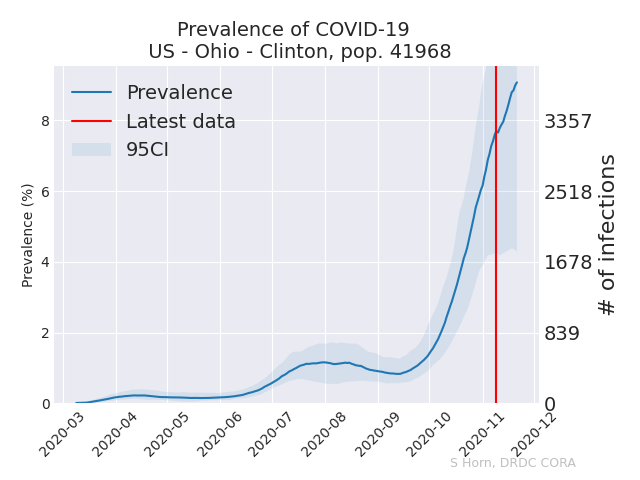 Prevalence of COVID-19
US - Ohio - Clinton, pop. 41968
Prevalence
Latest data
95CI
Prevalence (%)
8
6
4
2
0
3357
2518
1678
839
0
# of infections
2020-03
2020-04
2020-05
2020-06
2020-07
2020-08
2020-09
2020-10
2020-11
2020-12
S Horn, DRDC CORA